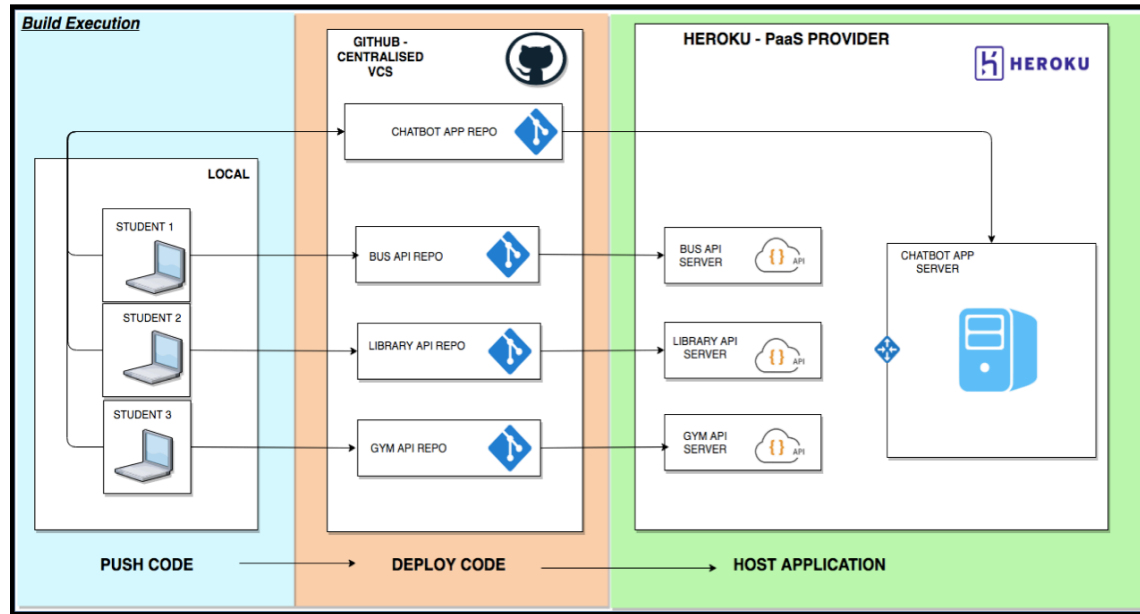 Build Execution
GITHUB -
CENTRALISED
VCS
HEROKU - PaaS PROVIDER
HEROKU
CHATBOT APP REPO
LOCAL
STUDENT 1
BUS API REPO
BUS API
SERVER
{ } API
CHATBOT APP
SERVER
STUDENT 2
LIBRARY API REPO
LIBRARY API
SERVER
{ } API
STUDENT 3
GYM API REPO
GYM API
SERVER
{ } API
PUSH CODE
DEPLOY CODE
HOST APPLICATION